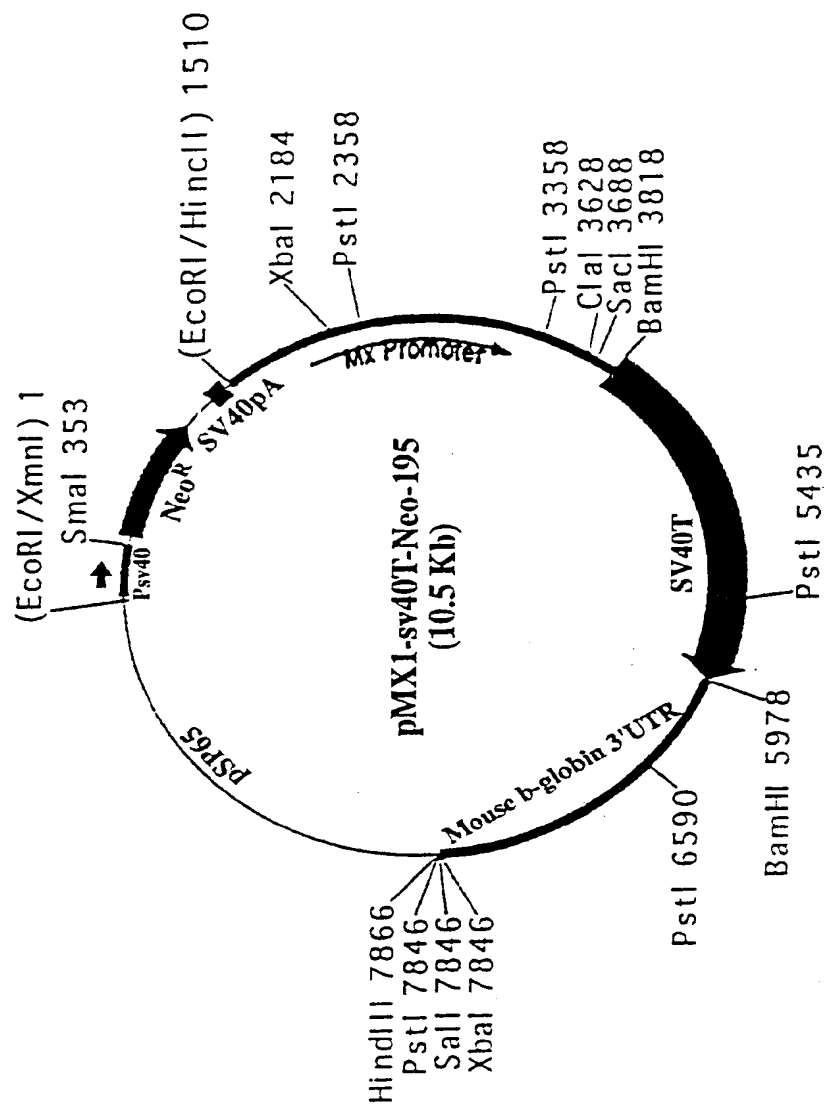 (EcoRI/XmnI) 1
SmaI 353
(EcoRI/HincII) 1510
XbaI 2184
PstI 2358
PstI 3358
ClaI 3628
SacI 3688
BamHI 3818
PstI 5435
BamHI 5978
PstI 6590
HindIII 7866
PstI 7846
SalI 7846
XbaI 7846
Psv40
NeoR
SV40pA
Mx Promoter
SV40T
Mouse b-globin 3'UTR
pSP65
pMX1-sv40T-Neo-195
(10.5 Kb)